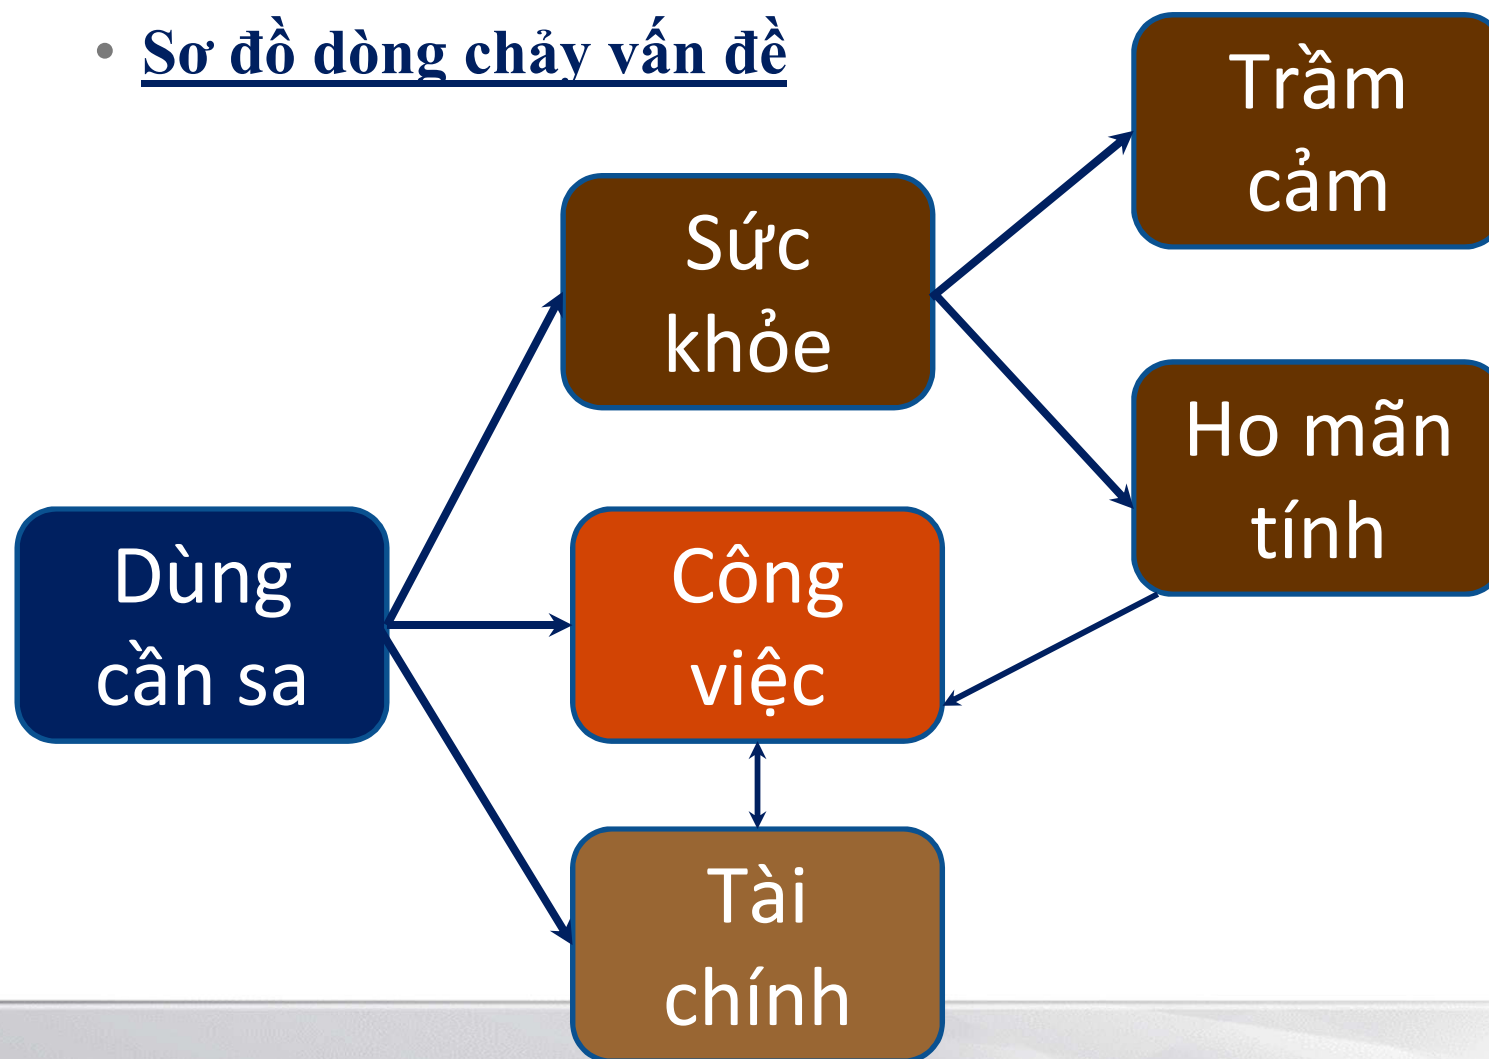 • Sơ đồ dòng chảy vấn đề
Trầm
cảm
Sức
khỏe
Ho mãn
tính
Dùng
cần sa
Công
việc
Tài
chính